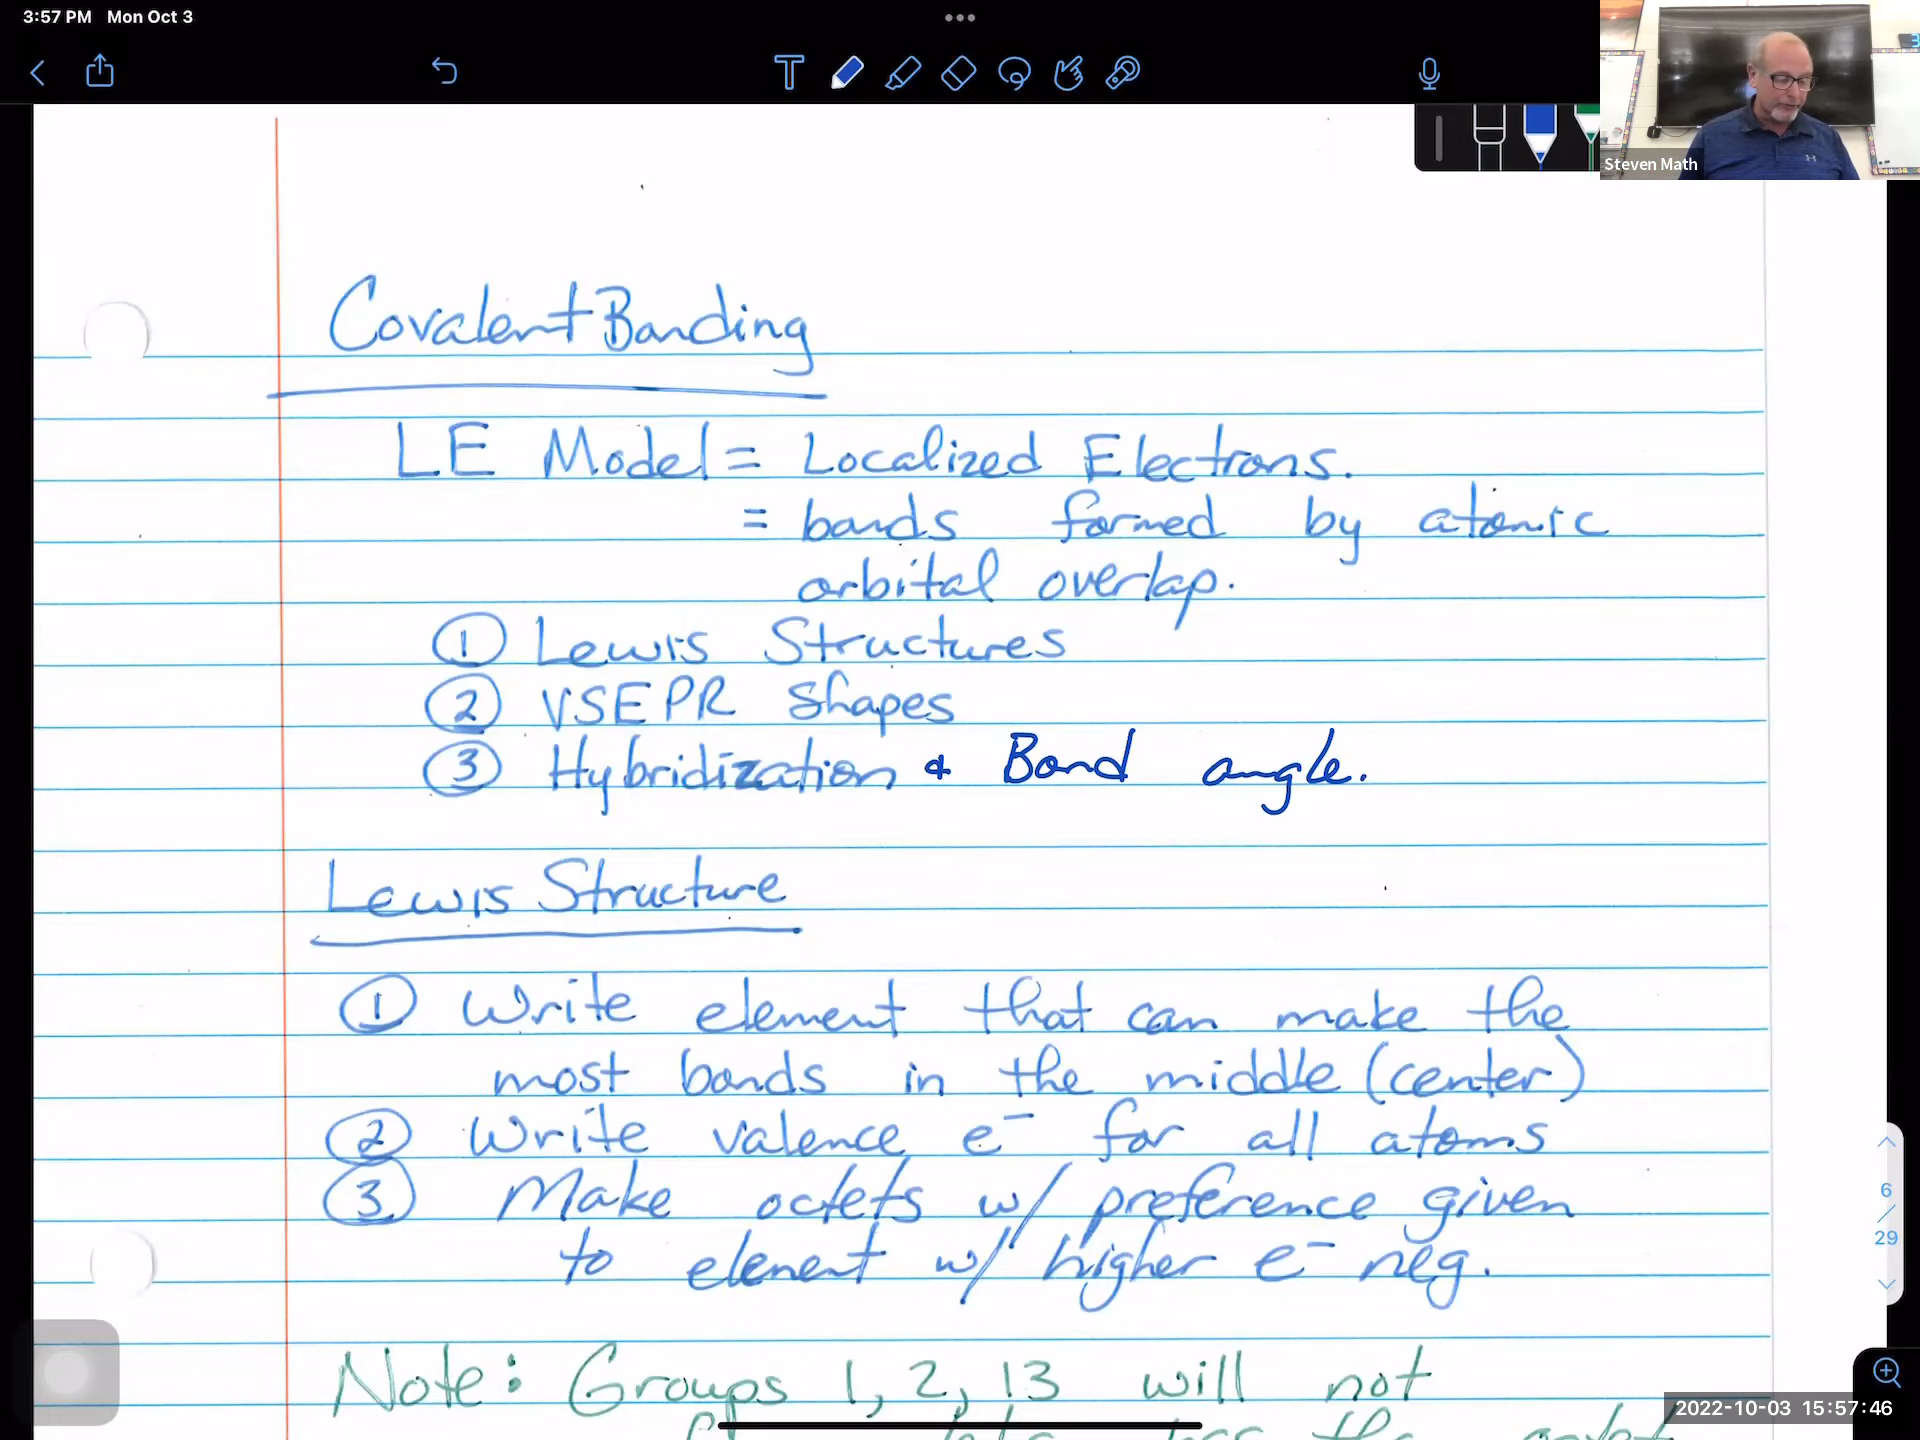 3:57 PM Mon Oct 3
Steven Math
Covalent Bonding
LE Model = Localized Electrons.
= bonds formed by atomic
orbital overlap.
1 Lewis Structures
2 VSEPR Shapes
3 Hybridization & Bond angle.
Lewis Structure
1 Write element that can make the
most bonds in the middle (center)
2 Write valence e⁻ for all atoms
3 Make octets w/ preference given
to element w/ higher e⁻ neg.
6
/
29
Note: Groups 1, 2, 13 will not
the octet
2022-10-03 15:57:46